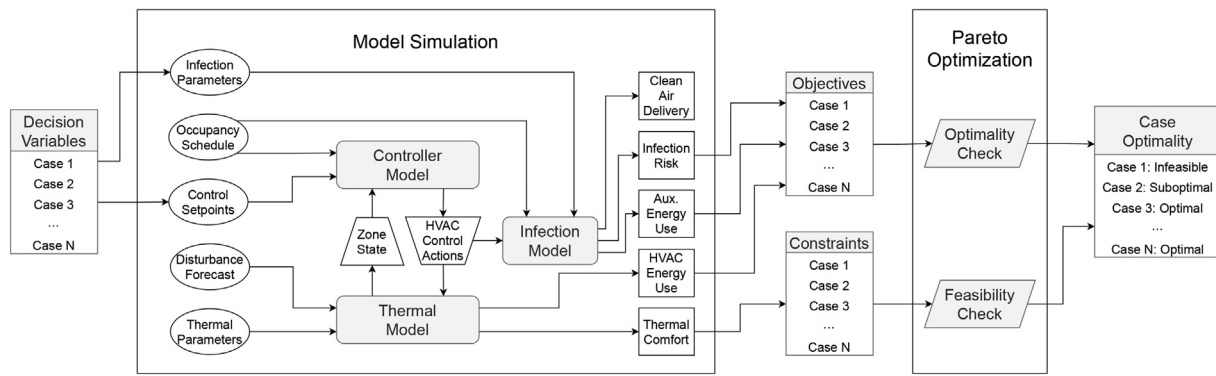 Model Simulation
Pareto
Optimization
Decision
Variables
Case 1
Case 2
Case 3
...
Case N
Infection
Parameters
Occupancy
Schedule
Control
Setpoints
Disturbance
Forecast
Thermal
Parameters
Controller
Model
Zone
State
HVAC
Control
Actions
Thermal
Model
Infection
Model
Clean
Air
Delivery
Infection
Risk
Aux.
Energy
Use
HVAC
Energy
Use
Thermal
Comfort
Objectives
Case 1
Case 2
Case 3
...
Case N
Constraints
Case 1
Case 2
Case 3
...
Case N
Optimality
Check
Feasibility
Check
Case
Optimality
Case 1: Infeasible
Case 2: Suboptimal
Case 3: Optimal
...
Case N: Optimal